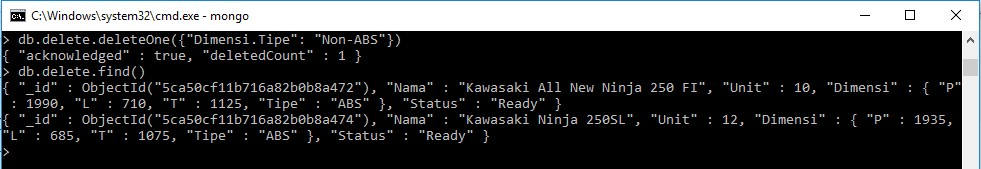 C:\Windows\system32\cmd.exe - mongo
> db.delete.deleteOne({"Dimensi.Tipe": "Non-ABS"})
{ "acknowledged" : true, "deletedCount" : 1 }
> db.delete.find()
{ "_id" : ObjectId("5ca50cf11b716a82b0b8a472"), "Nama" : "Kawasaki All New Ninja 250 FI", "Unit" : 10, "Dimensi" : { "P"
 : 1990, "L" : 710, "T" : 1125, "Tipe" : "ABS" }, "Status" : "Ready" }
{ "_id" : ObjectId("5ca50cf11b716a82b0b8a474"), "Nama" : "Kawasaki Ninja 250SL", "Unit" : 12, "Dimensi" : { "P" : 1935,
"L" : 685, "T" : 1075, "Tipe" : "ABS" }, "Status" : "Ready" }
>